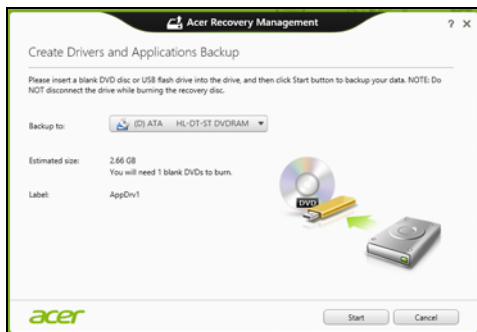 Acer Recovery Management
? ×
Create Drivers and Applications Backup
Please insert a blank DVD disc or USB flash drive into the drive, and then click Start button to backup your data. NOTE: Do
NOT disconnect the drive while burning the recovery disc.
Backup to: (D) ATA HL-DT-ST DVDRAM
Estimated size: 2.66 GB
You will need 1 blank DVDs to burn.
Label: AppDrv1
DVD
acer
Start Cancel